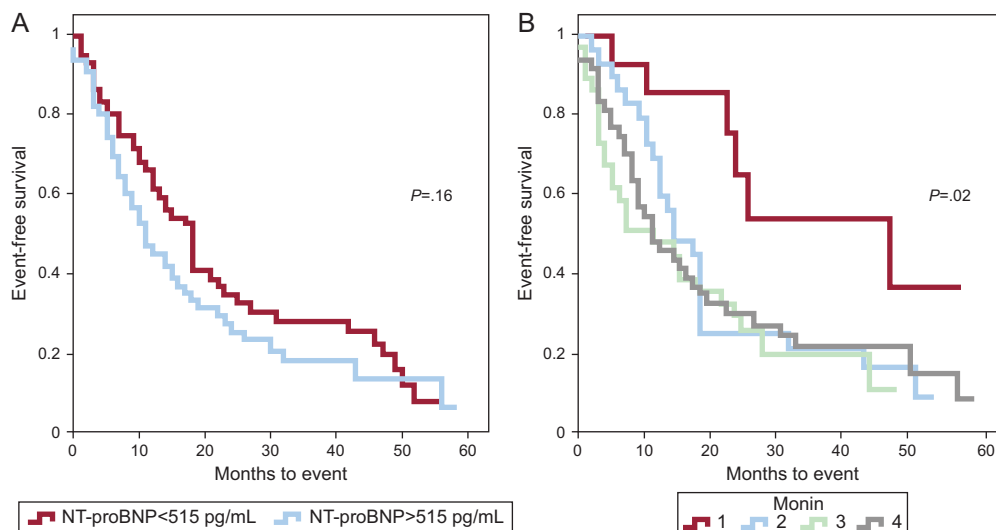 A
Event-free survival
1
0.8
0.6
0.4
0.2
0
P=.16
0 10 20 30 40 50 60
Months to event
NT-proBNP<515 pg/mL NT-proBNP>515 pg/mL
B
Event-free survival
1
0.8
0.6
0.4
0.2
0
P=.02
0 10 20 30 40 50 60
Months to event
Monin
1 2 3 4